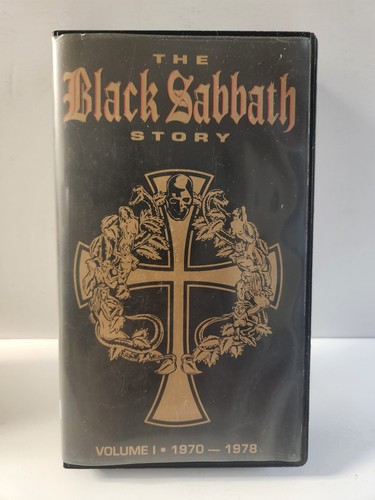 THE
Black Sabbath
STORY
VOLUME I • 1970 — 1978